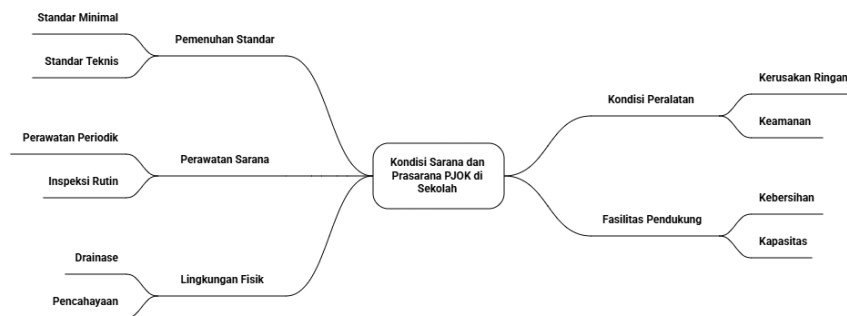 Standar Minimal
Standar Teknis
Pemenuhan Standar
Perawatan Periodik
Inspeksi Rutin
Perawatan Sarana
Drainase
Pencahayaan
Lingkungan Fisik
Kondisi Sarana dan
Prasarana PJOK di
Sekolah
Kondisi Peralatan
Kerusakan Ringan
Keamanan
Fasilitas Pendukung
Kebersihan
Kapasitas